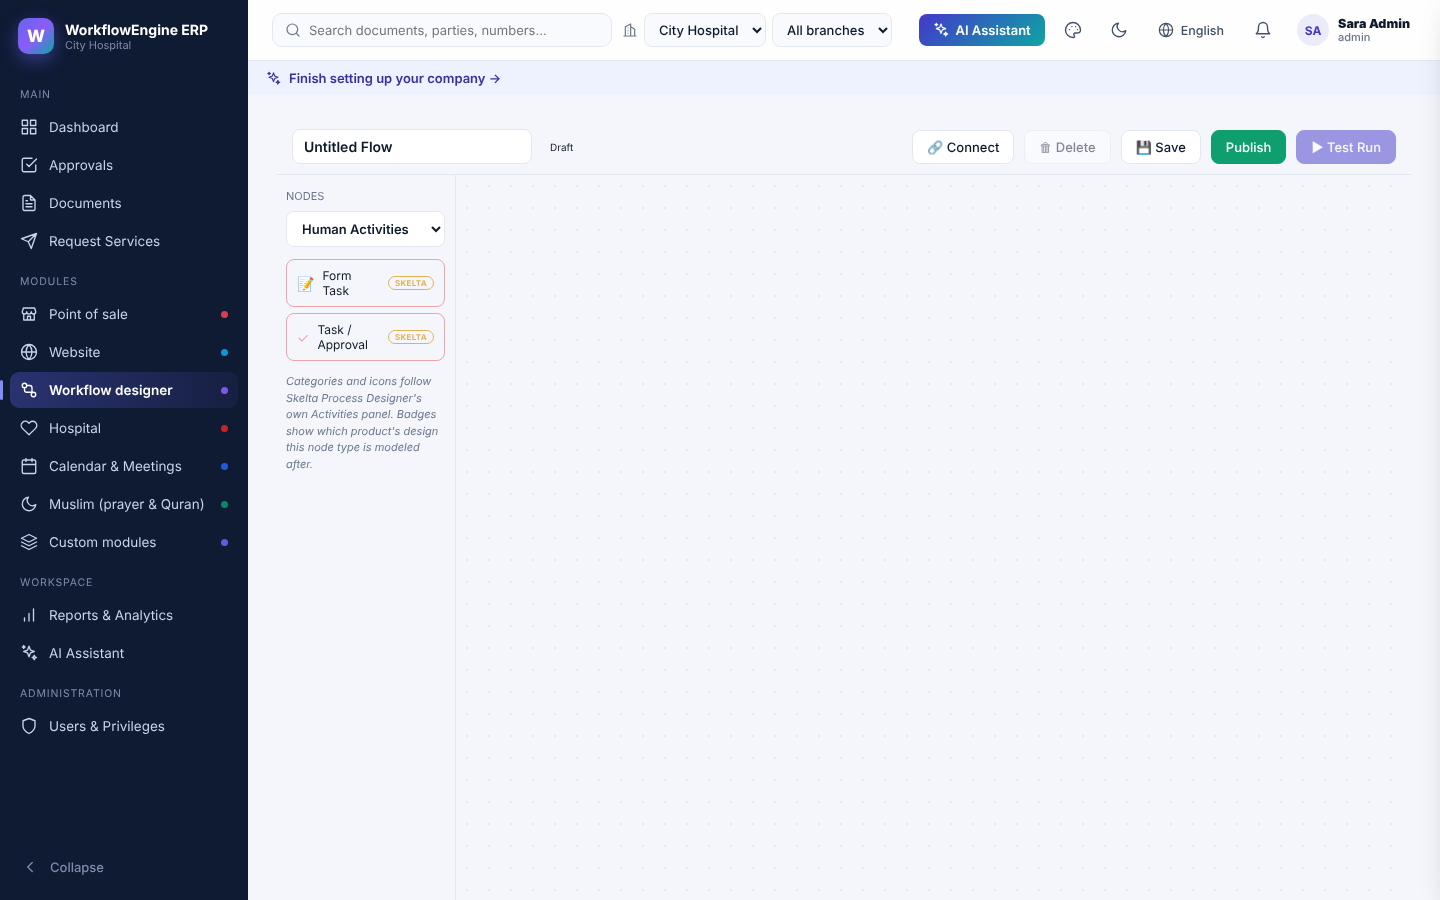 W
WorkflowEngine ERP
City Hospital
MAIN
Dashboard
Approvals
Documents
Request Services
MODULES
Point of sale
Website
Workflow designer
Hospital
Calendar & Meetings
Muslim (prayer & Quran)
Custom modules
WORKSPACE
Reports & Analytics
AI Assistant
ADMINISTRATION
Users & Privileges
Collapse
Search documents, parties, numbers...
City Hospital
All branches
AI Assistant
English
SA
Sara Admin
admin
Finish setting up your company →
Untitled Flow
Draft
Connect
Delete
Save
Publish
Test Run
NODES
Human Activities
Form
Task
SKELTA
Task /
Approval
SKELTA
Categories and icons follow
Skelta Process Designer's
own Activities panel. Badges
show which product's design
this node type is modeled
after.